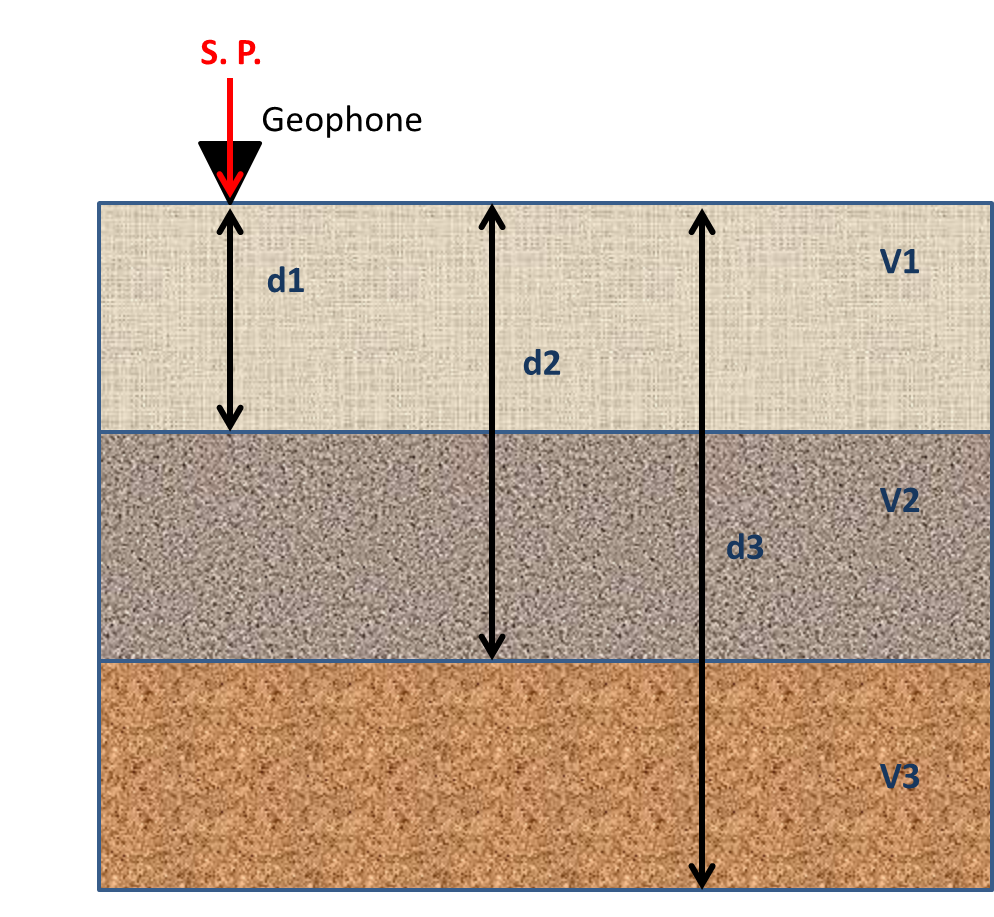 S. P.
Geophone
V1
d1
d2
V2
d3
V3